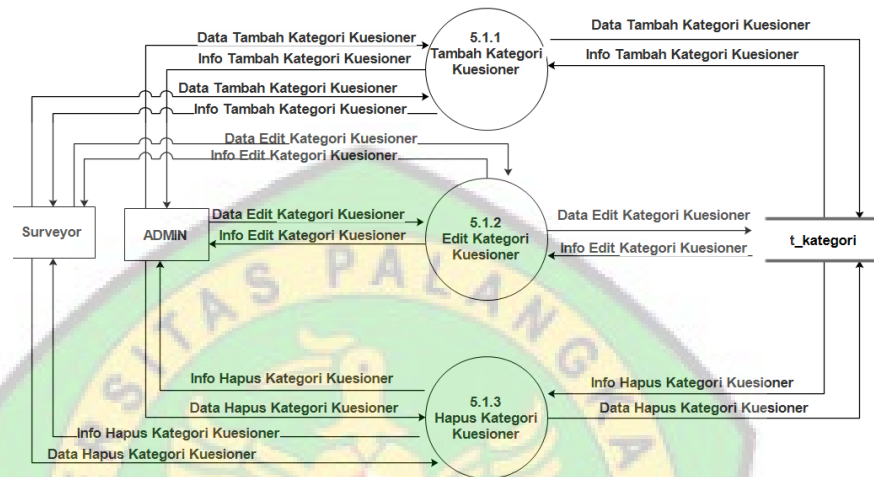 Data Tambah Kategori Kuesioner
Info Tambah Kategori Kuesioner
Data Tambah Kategori Kuesioner
Info Tambah Kategori Kuesioner
5.1.1
Tambah Kategori
Kuesioner
Data Tambah Kategori Kuesioner
Info Tambah Kategori Kuesioner
Data Edit Kategori Kuesioner
Info Edit Kategori Kuesioner
Surveyor
ADMIN
Data Edit Kategori Kuesioner
Info Edit Kategori Kuesioner
5.1.2
Edit Kategori
Kuesioner
Data Edit Kategori Kuesioner
Info Edit Kategori Kuesioner
t_kategori
Info Hapus Kategori Kuesioner
Data Hapus Kategori Kuesioner
Info Hapus Kategori Kuesioner
Data Hapus Kategori Kuesioner
5.1.3
Hapus Kategori
Kuesioner
Info Hapus Kategori Kuesioner
Data Hapus Kategori Kuesioner
ERSITAS PALANGKA